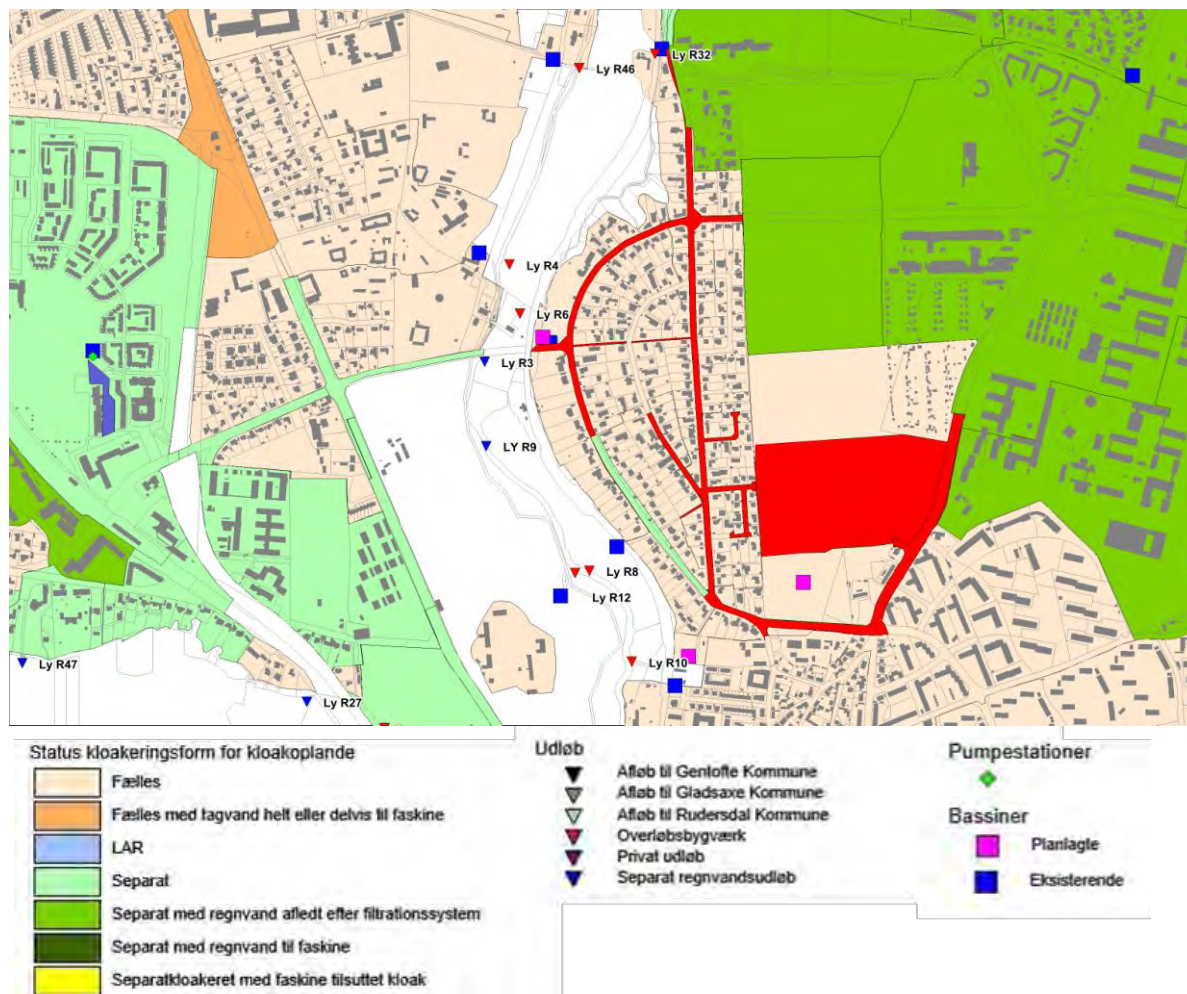 Ly R46
Ly R32
Ly R4
Ly R6
Ly R3
LY R9
Ly R8
Ly R12
Ly R10
Ly R47
Ly R27
Status kloakeringsform for kloakoplande
Fælles
Fælles med tagvand helt eller delvis til faskine
LAR
Separat
Separat med regnvand afledt efter filtrationssystem
Separat med regnvand til faskine
Separatkloakeret med faskine tilsuttet kloak
Udløb
Afløb til Gentofte Kommune
Afløb til Gladsaxe Kommune
Afløb til Rudersdal Kommune
Overløbsbygværk
Privat udløb
Separat regnvandsudløb
Pumpestationer
Bassiner
Planlagte
Eksisterende